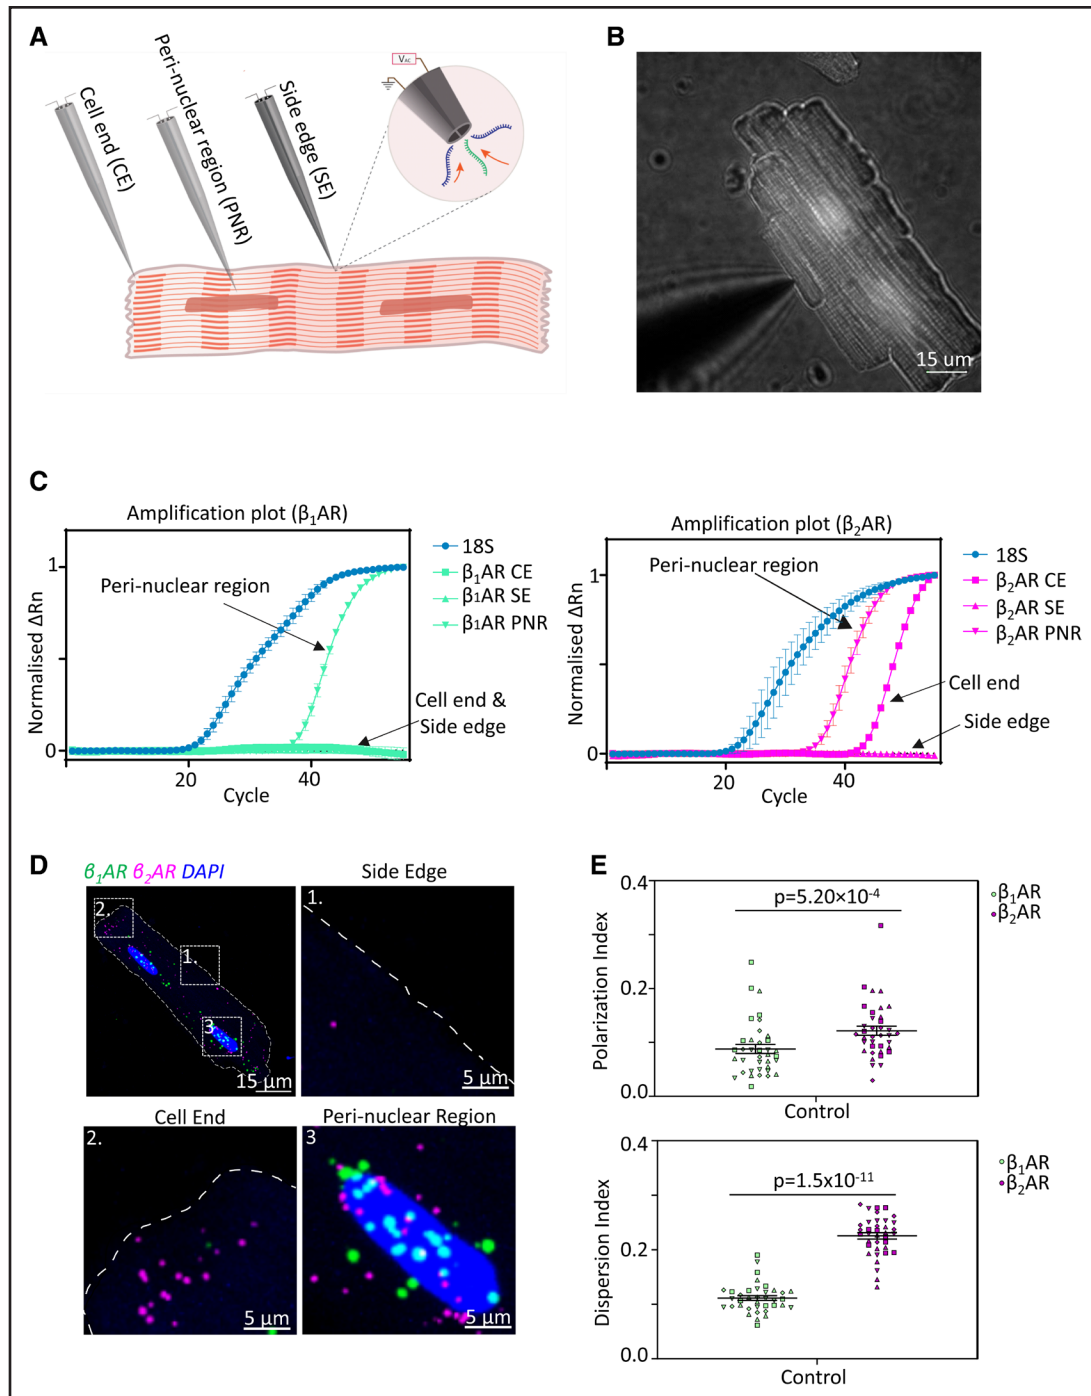 A
Cell end (CE)
Peri-nuclear region (PNR)
Side edge (SE)
VAC
B
15 um
C
Amplification plot (β₁AR)
1
0
20
40
Normalised ΔRn
Cycle
Peri-nuclear region
Cell end &
Side edge
18S
β₁AR CE
β₁AR SE
β₁AR PNR
Amplification plot (β₂AR)
1
0
20
40
Normalised ΔRn
Cycle
Peri-nuclear region
Cell end
Side edge
18S
β₂AR CE
β₂AR SE
β₂AR PNR
D
β₁AR β₂AR DAPI
2.
1.
3
15 μm
Side Edge
1.
5 μm
Cell End
2.
5 μm
Peri-nuclear Region
3
5 μm
E
0.4
0.2
0.0
Polarization Index
p=5.20×10⁻⁴
Control
β₁AR
β₂AR
0.4
0.2
0.0
Dispersion Index
p=1.5x10⁻¹¹
Control
β₁AR
β₂AR